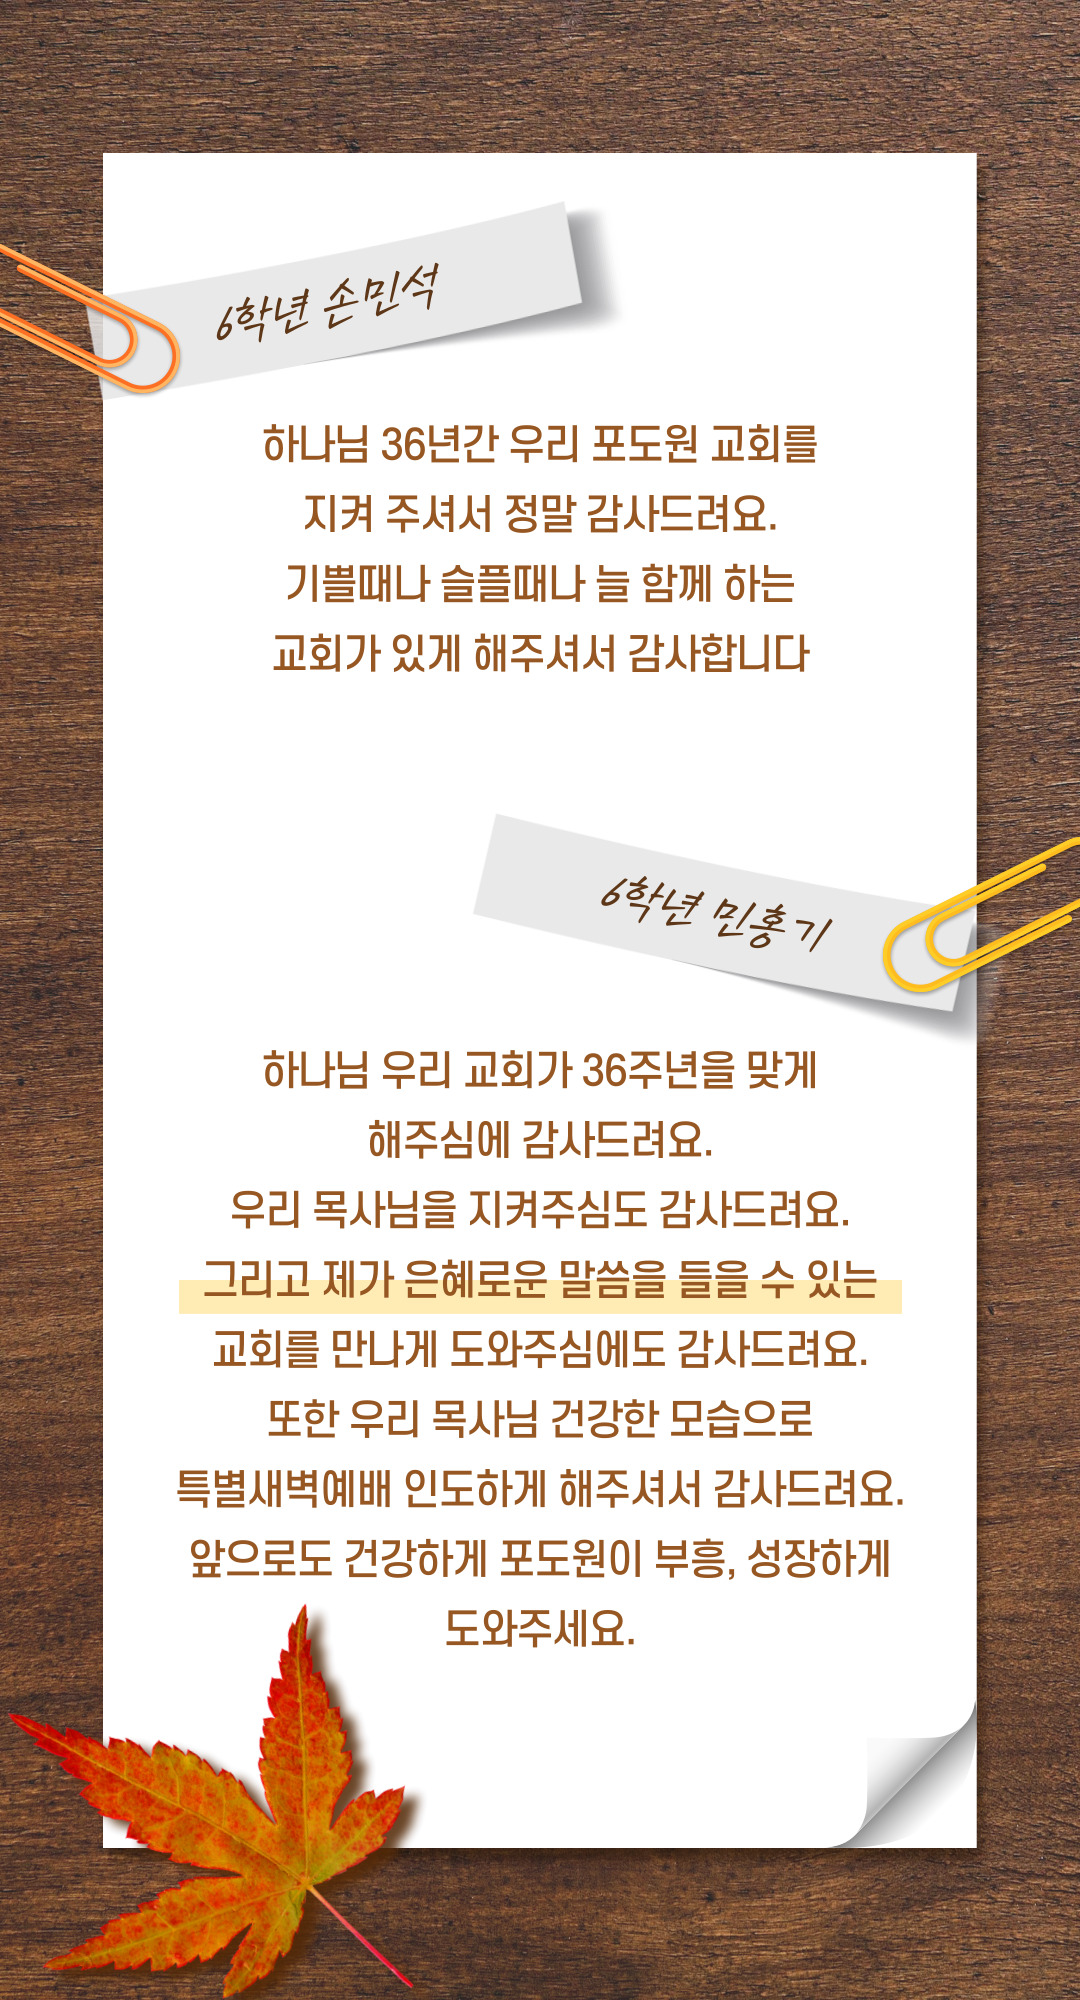 6학년 손민석
하나님 36년간 우리 포도원 교회를
지켜 주셔서 정말 감사드려요.
기쁠때나 슬플때나 늘 함께 하는
교회가 있게 해주셔서 감사합니다
6학년 민홍기
하나님 우리 교회가 36주년을 맞게
해주심에 감사드려요.
우리 목사님을 지켜주심도 감사드려요.
그리고 제가 은혜로운 말씀을 들을 수 있는
교회를 만나게 도와주심에도 감사드려요.
또한 우리 목사님 건강한 모습으로
특별새벽예배 인도하게 해주셔서 감사드려요.
앞으로도 건강하게 포도원이 부흥, 성장하게
도와주세요.